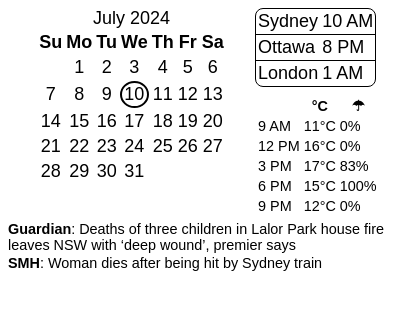 July 2024
Su Mo Tu We Th Fr Sa
1 2 3 4 5 6
7 8 9 10 11 12 13
14 15 16 17 18 19 20
21 22 23 24 25 26 27
28 29 30 31
Sydney 10 AM
Ottawa 8 PM
London 1 AM
°C ☂
9 AM 11°C 0%
12 PM 16°C 0%
3 PM 17°C 83%
6 PM 15°C 100%
9 PM 12°C 0%
Guardian: Deaths of three children in Lalor Park house fire
leaves NSW with ‘deep wound’, premier says
SMH: Woman dies after being hit by Sydney train